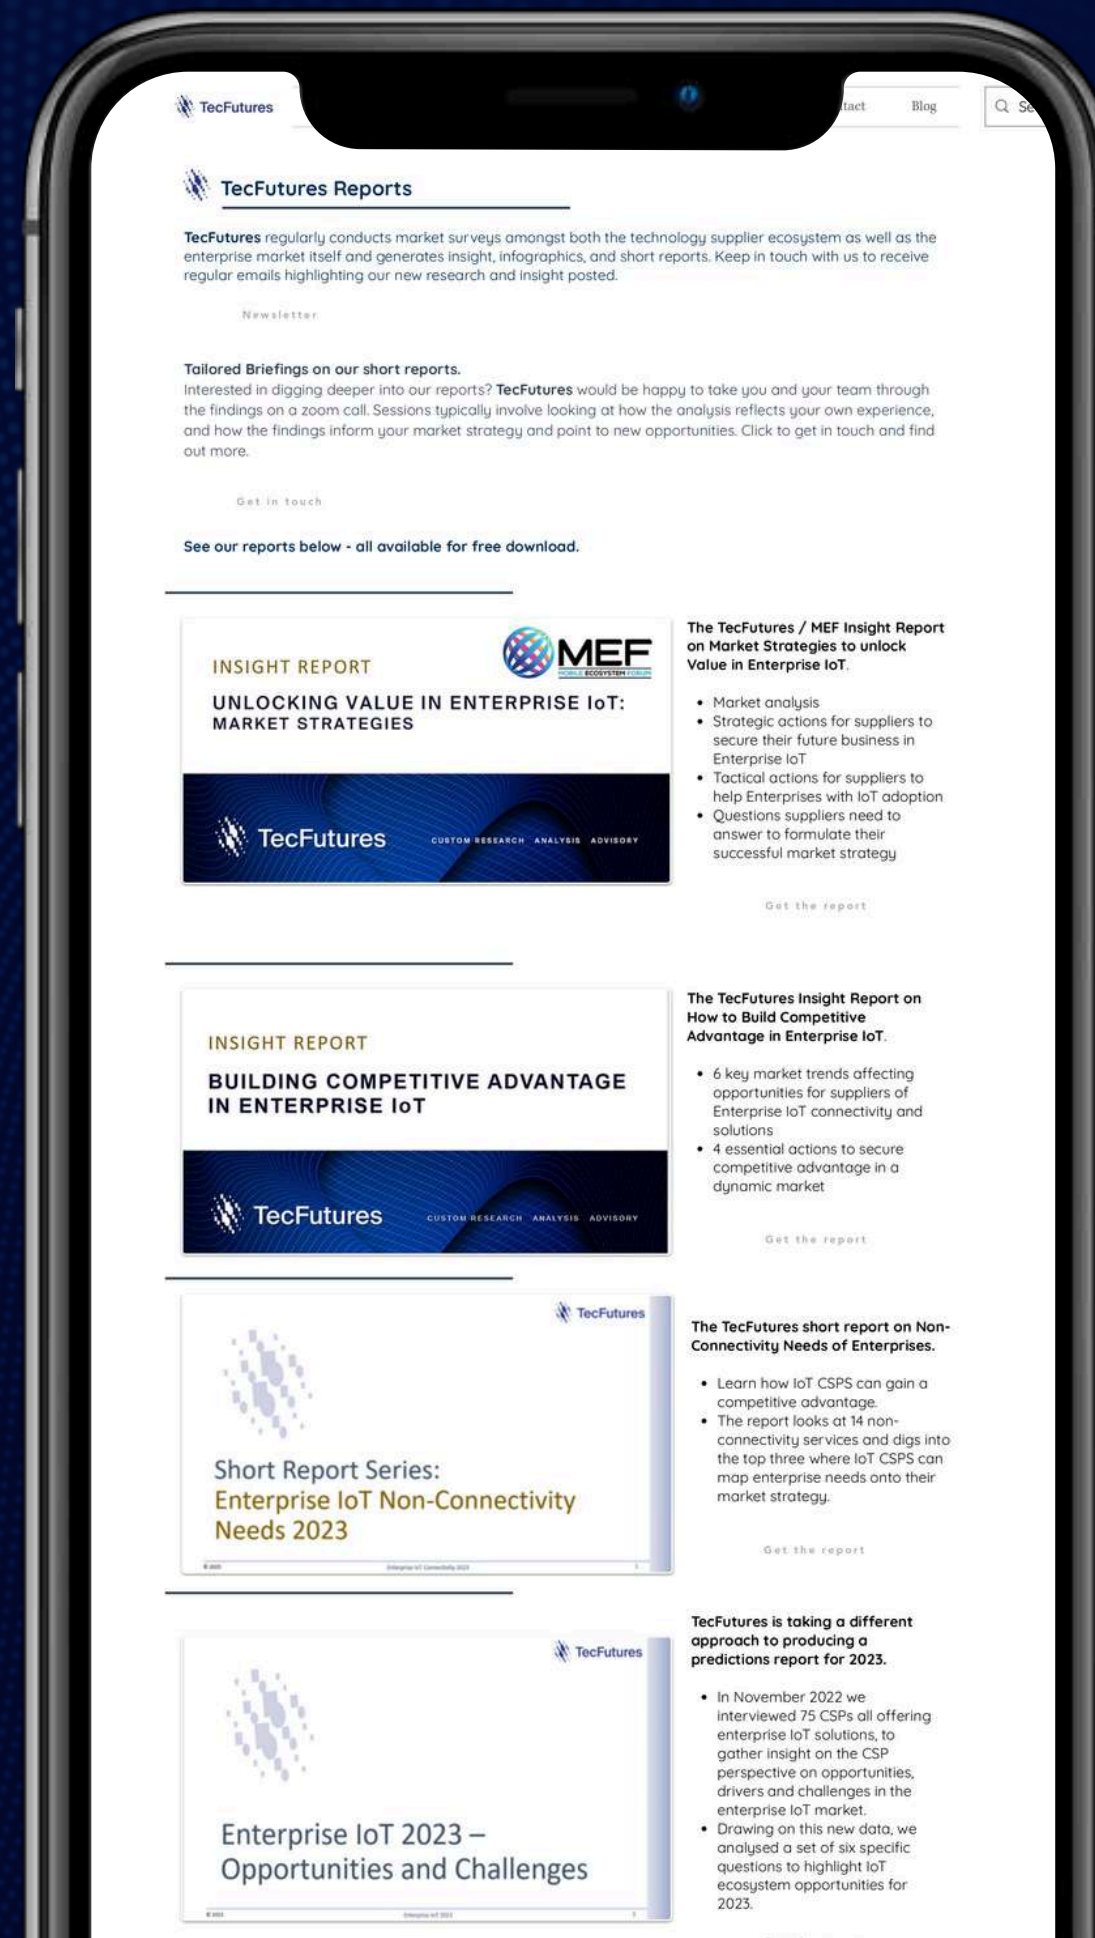 TecFutures
tact Blog
Se
TecFutures Reports
TecFutures regularly conducts market surveys amongst both the technology supplier ecosystem as well as the
enterprise market itself and generates insight, infographics, and short reports. Keep in touch with us to receive
regular emails highlighting our new research and insight posted.
Newsletter
Tailored Briefings on our short reports.
Interested in digging deeper into our reports? TecFutures would be happy to take you and your team through
the findings on a zoom call. Sessions typically involve looking at how the analysis reflects your own experience,
and how the findings inform your market strategy and point to new opportunities. Click to get in touch and find
out more.
Get in touch
See our reports below - all available for free download.
MEF
MOBILE ECOSYSTEM FORUM
INSIGHT REPORT
UNLOCKING VALUE IN ENTERPRISE IoT:
MARKET STRATEGIES
TecFutures
CUSTOM RESEARCH ANALYSIS ADVISORY
The TecFutures / MEF Insight Report
on Market Strategies to unlock
Value in Enterprise IoT.
• Market analysis
• Strategic actions for suppliers to
secure their future business in
Enterprise IoT
• Tactical actions for suppliers to
help Enterprises with IoT adoption
• Questions suppliers need to
answer to formulate their
successful market strategy
Get the report
INSIGHT REPORT
BUILDING COMPETITIVE ADVANTAGE
IN ENTERPRISE IoT
TecFutures
CUSTOM RESEARCH ANALYSIS ADVISORY
The TecFutures Insight Report on
How to Build Competitive
Advantage in Enterprise IoT.
• 6 key market trends affecting
opportunities for suppliers of
Enterprise IoT connectivity and
solutions
• 4 essential actions to secure
competitive advantage in a
dynamic market
Get the report
TecFutures
Short Report Series:
Enterprise IoT Non-Connectivity
Needs 2023
© 2023
Enterprise IoT Connectivity 2023
1
The TecFutures short report on Non-
Connectivity Needs of Enterprises.
• Learn how IoT CSPS can gain a
competitive advantage.
• The report looks at 14 non-
connectivity services and digs into
the top three where IoT CSPS can
map enterprise needs onto their
market strategy.
Get the report
TecFutures
Enterprise IoT 2023 –
Opportunities and Challenges
Enterprise IoT 2023
TecFutures is taking a different
approach to producing a
predictions report for 2023.
• In November 2022 we
interviewed 75 CSPs all offering
enterprise IoT solutions, to
gather insight on the CSP
perspective on opportunities,
drivers and challenges in the
enterprise IoT market.
• Drawing on this new data, we
analysed a set of six specific
questions to highlight IoT
ecosystem opportunities for
2023.